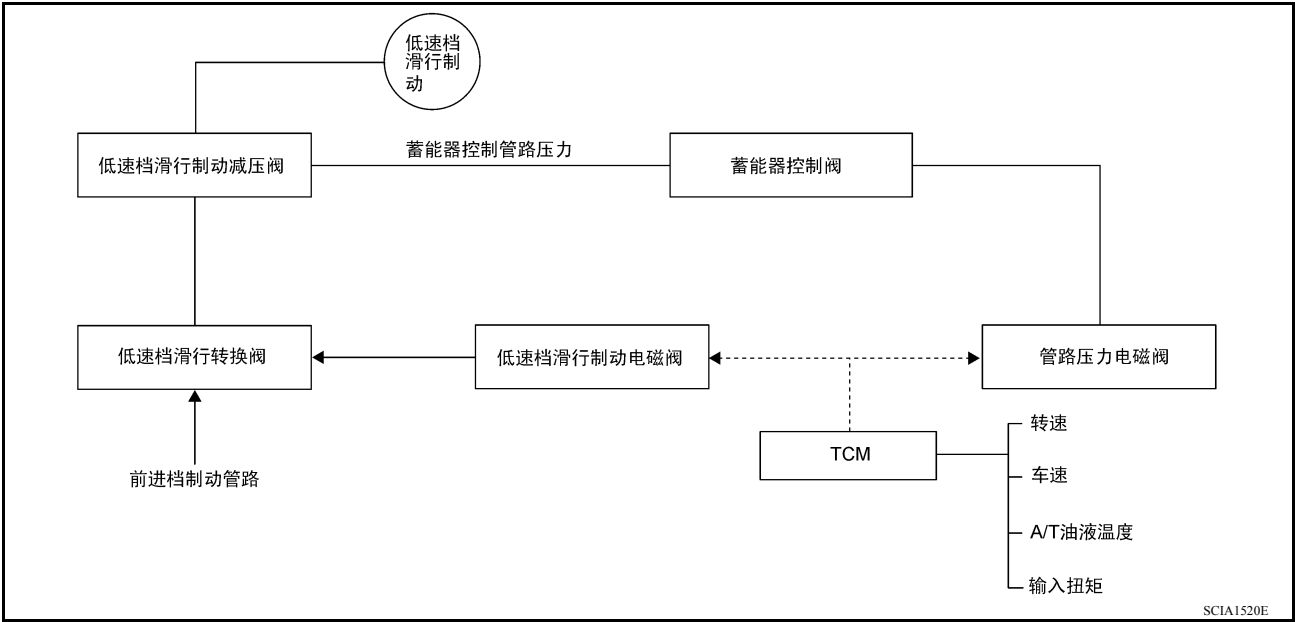 低速档
滑行制
动
低速档滑行制动减压阀
蓄能器控制管路压力
蓄能器控制阀
低速档滑行转换阀
低速档滑行制动电磁阀
管路压力电磁阀
前进档制动管路
TCM
转速
车速
A/T油液温度
输入扭矩
SCIA1520E